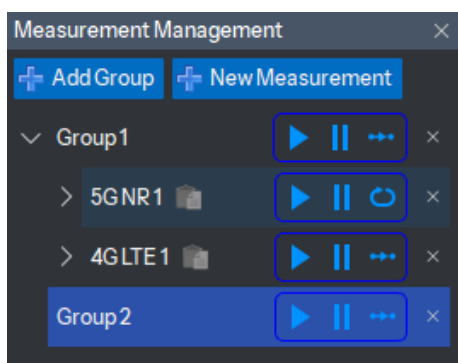 Measurement Management
Add Group New Measurement
Group1
5GNR1
4GLTE1
Group2